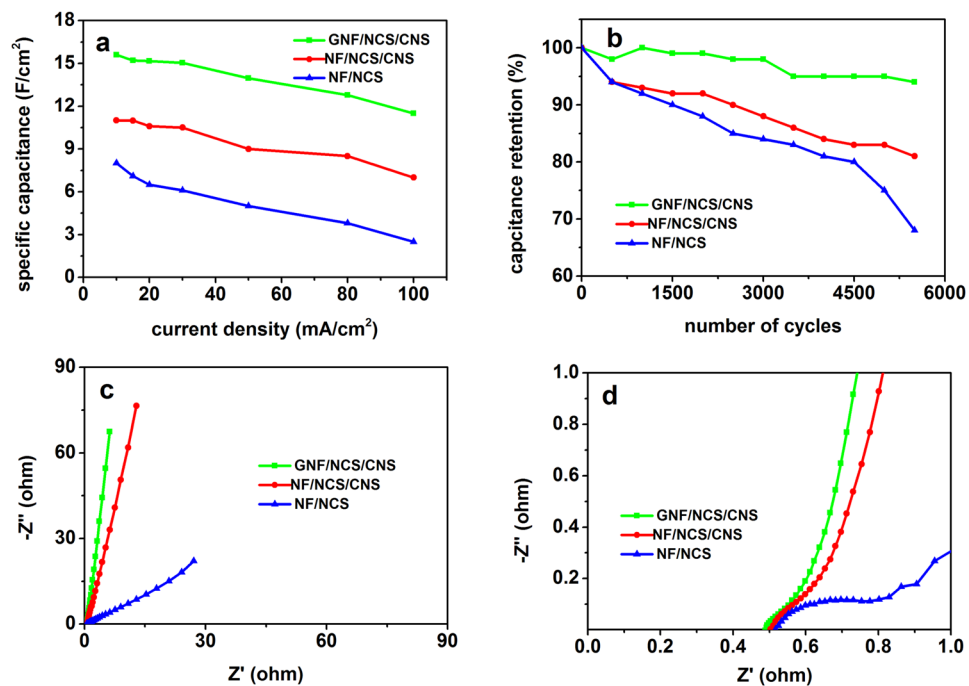 a
GNF/NCS/CNS
NF/NCS/CNS
NF/NCS
specific capacitance (F/cm²)
18
15
12
9
6
3
0
0 20 40 60 80 100
current density (mA/cm²)
b
GNF/NCS/CNS
NF/NCS/CNS
NF/NCS
capcitance retention (%)
100
90
80
70
60
0 1500 3000 4500 6000
number of cycles
c
GNF/NCS/CNS
NF/NCS/CNS
NF/NCS
-Z'' (ohm)
90
60
30
0
0 30 60 90
Z' (ohm)
d
GNF/NCS/CNS
NF/NCS/CNS
NF/NCS
-Z'' (ohm)
1.0
0.8
0.6
0.4
0.2
0.0 0.2 0.4 0.6 0.8 1.0
Z' (ohm)